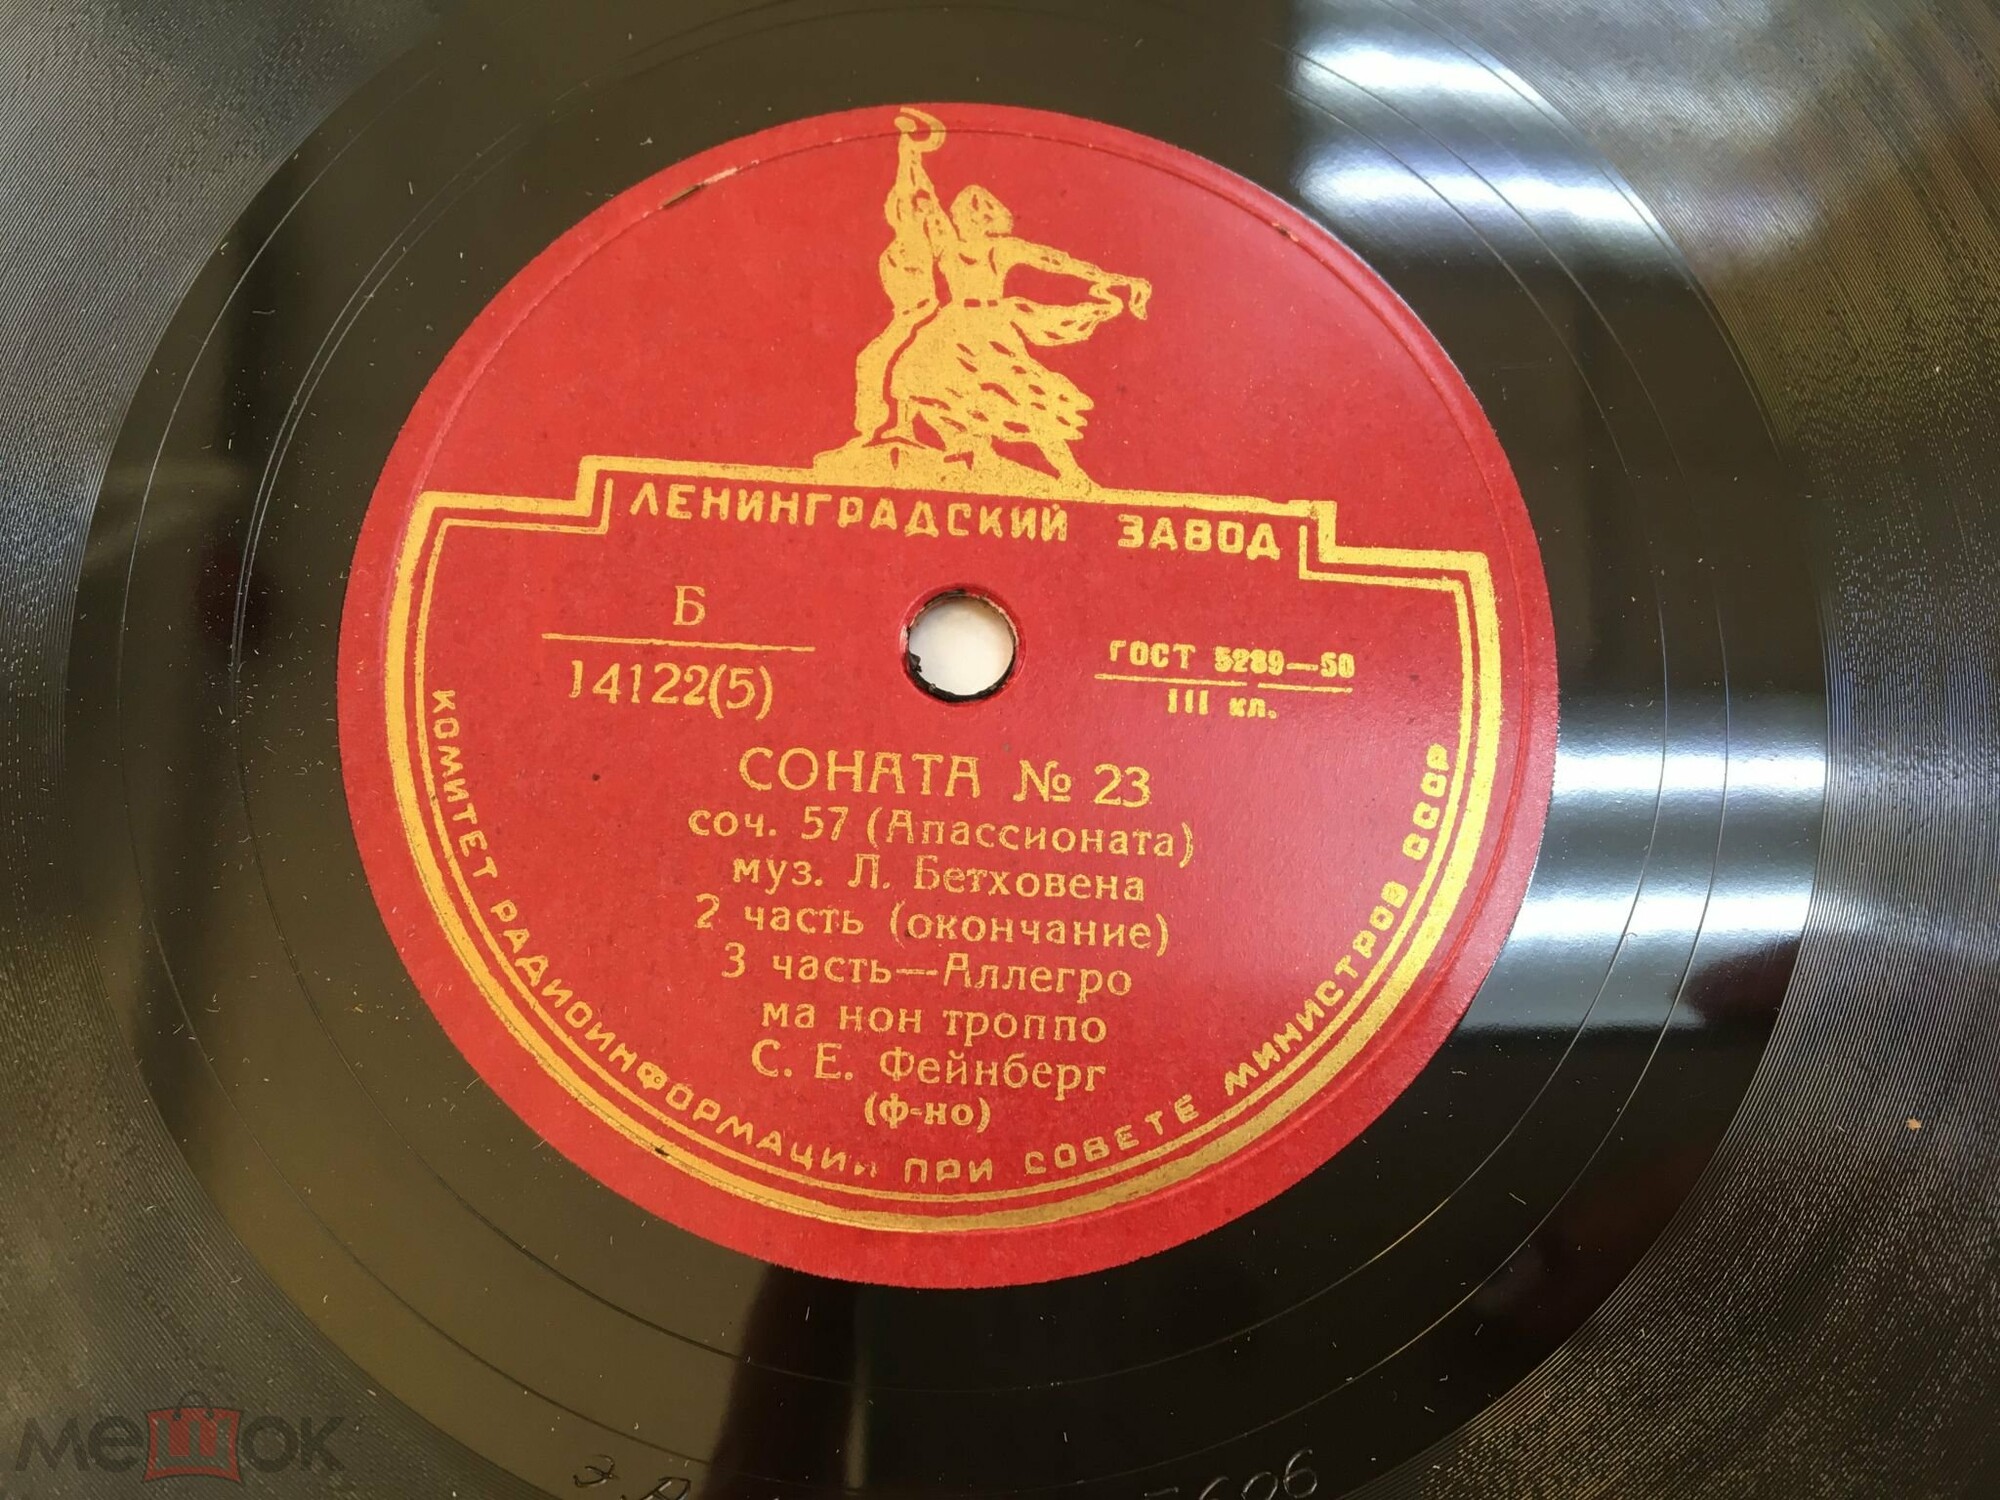 ЛЕНИНГРАДСКИЙ ЗАВОД
Б
14122(5)
ГОСТ 5289—50
III кл.
СОНАТА № 23
соч. 57 (Апассионата)
муз. Л. Бетховена
2 часть (окончание)
3 часть—Аллегро
ма нон троппо
С. Е. Фейнберг
(ф-но)
КОМИТЕТ РАДИОИНФОРМАЦИИ ПРИ СОВЕТЕ МИНИСТРОВ СССР
мешок